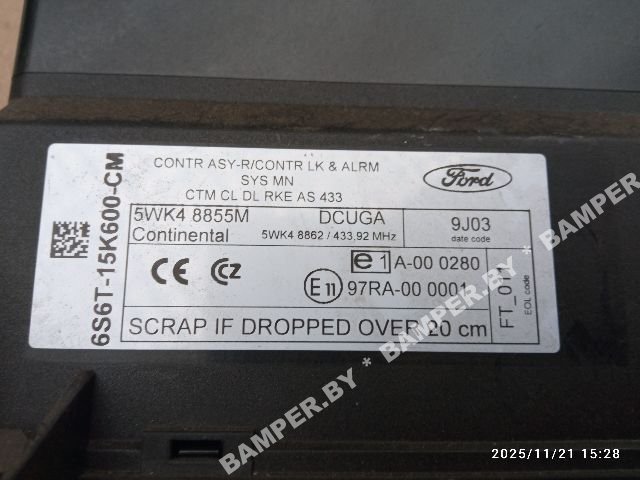 CONTR ASY-R/CONTR LK & ALRM
SYS MN
CTM CL DL RKE AS 433
Ford
5WK4 8855M DCUGA
Continental 5WK4 8862 / 433,92 MHz
9J03
date code
CE CZ
e1 A-00 0280
E11 97RA-00 0001
SCRAP IF DROPPED OVER 20 cm
EOL code
6S6T-15K600-CM
BAMPER.BY * BAMPER.BY * BAMPER.BY
2025/11/21 15:28